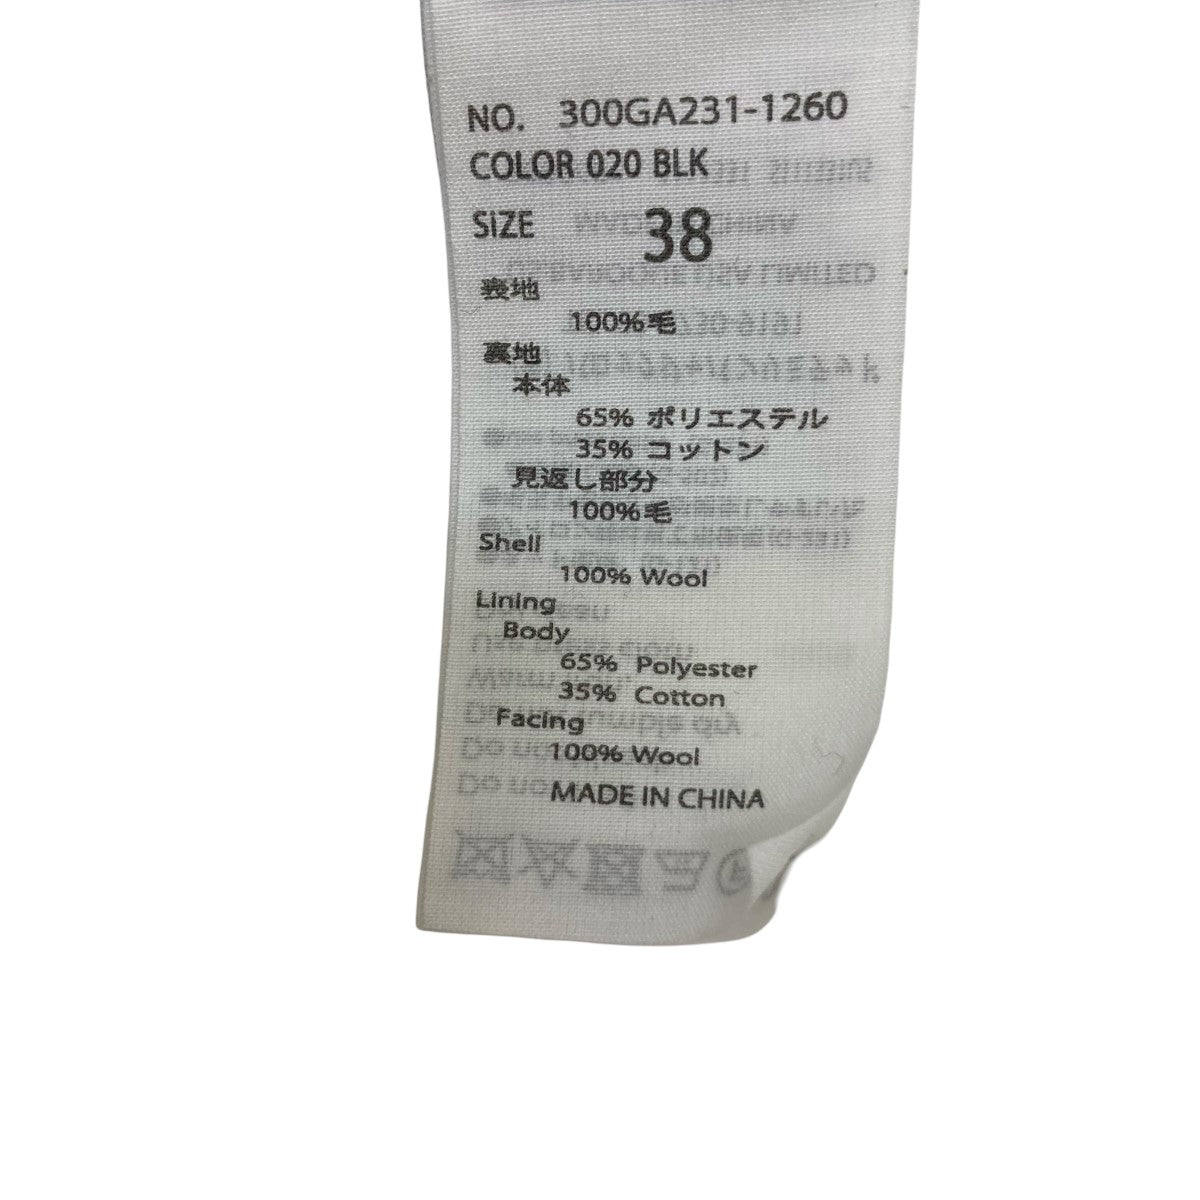 NO. 300GA231-1260
COLOR 020 BLK
SIZE 38
表地
100%毛
裏地
本体
65% ポリエステル
35% コットン
見返し部分
100%毛
Shell
100% Wool
Lining
Body
65% Polyester
35% Cotton
Facing
100% Wool
MADE IN CHINA